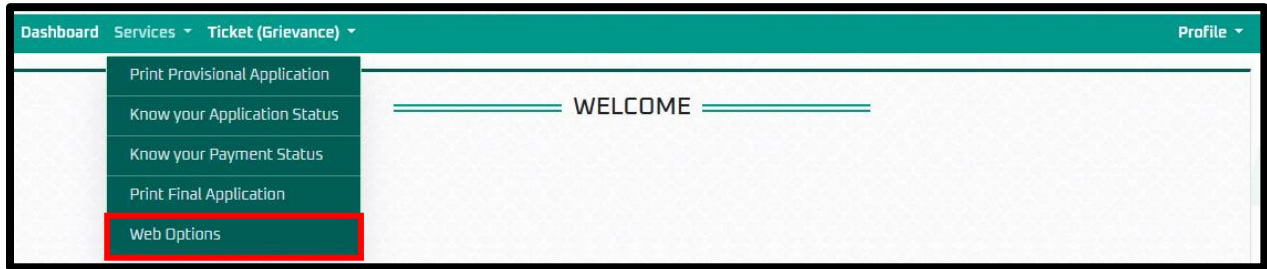 Dashboard Services Ticket (Grievance) Profile
Print Provisional Application
WELCOME
Know your Application Status
Know your Payment Status
Print Final Application
Web Options